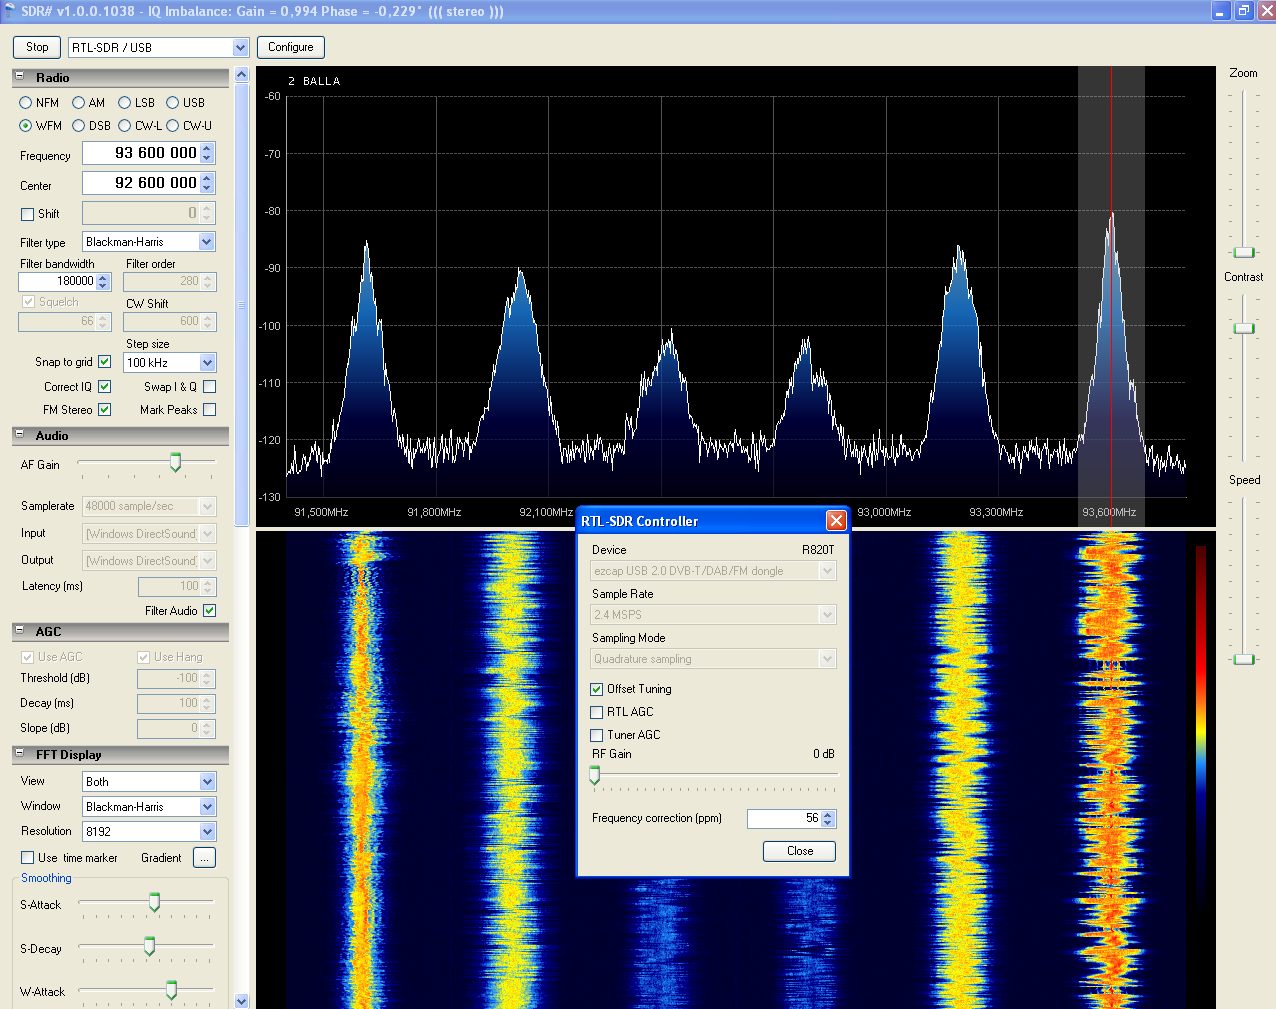 SDR# v1.0.0.1038 - IQ Imbalance: Gain = 0,994 Phase = -0,229° ((( stereo )))
Stop
RTL-SDR / USB
Configure
Radio
NFM AM LSB USB
WFM DSB CW-L CW-U
Frequency 93 600 000
Center 92 600 000
Shift 0
Filter type Blackman-Harris
Filter bandwidth Filter order
180000 280
Squelch CW Shift
66 600
Step size
Snap to grid 100 kHz
Correct IQ Swap I & Q
FM Stereo Mark Peaks
Audio
AF Gain
Samplerate 48000 sample/sec
Input [Windows DirectSound]
Output [Windows DirectSound]
Latency (ms) 100
Filter Audio
AGC
Use AGC Use Hang
Threshold (dB) -100
Decay (ms) 100
Slope (dB) 0
FFT Display
View Both
Window Blackman-Harris
Resolution 8192
Use time marker Gradient ...
Smoothing
S-Attack
S-Decay
W-Attack
2 BALLA
-60
-70
-80
-90
-100
-110
-120
-130
91,500MHz 91,800MHz 92,100MHz 93,000MHz 93,300MHz 93,600MHz
RTL-SDR Controller
Device R820T
ezcap USB 2.0 DVB-T/DAB/FM dongle
Sample Rate
2.4 MSPS
Sampling Mode
Quadrature sampling
Offset Tuning
RTL AGC
Tuner AGC
RF Gain 0 dB
Frequency correction (ppm) 56
Close
Zoom
Contrast
Speed